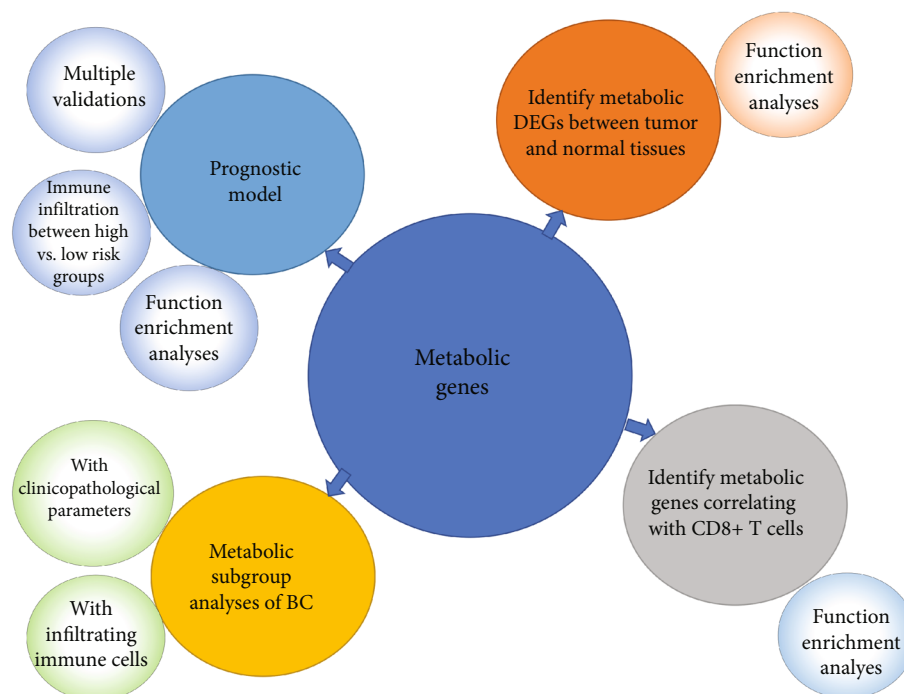 Multiple
validations
Immune
infiltration
between high
vs. low risk
groups
Function
enrichment
analyses
Prognostic
model
Identify metabolic
DEGs between tumor
and normal tissues
Function
enrichment
analyses
Metabolic
genes
With
clinicopathological
parameters
With
infiltrating
immune cells
Metabolic
subgroup
analyses of BC
Identify metabolic
genes correlating
with CD8+ T cells
Function
enrichment
analyes